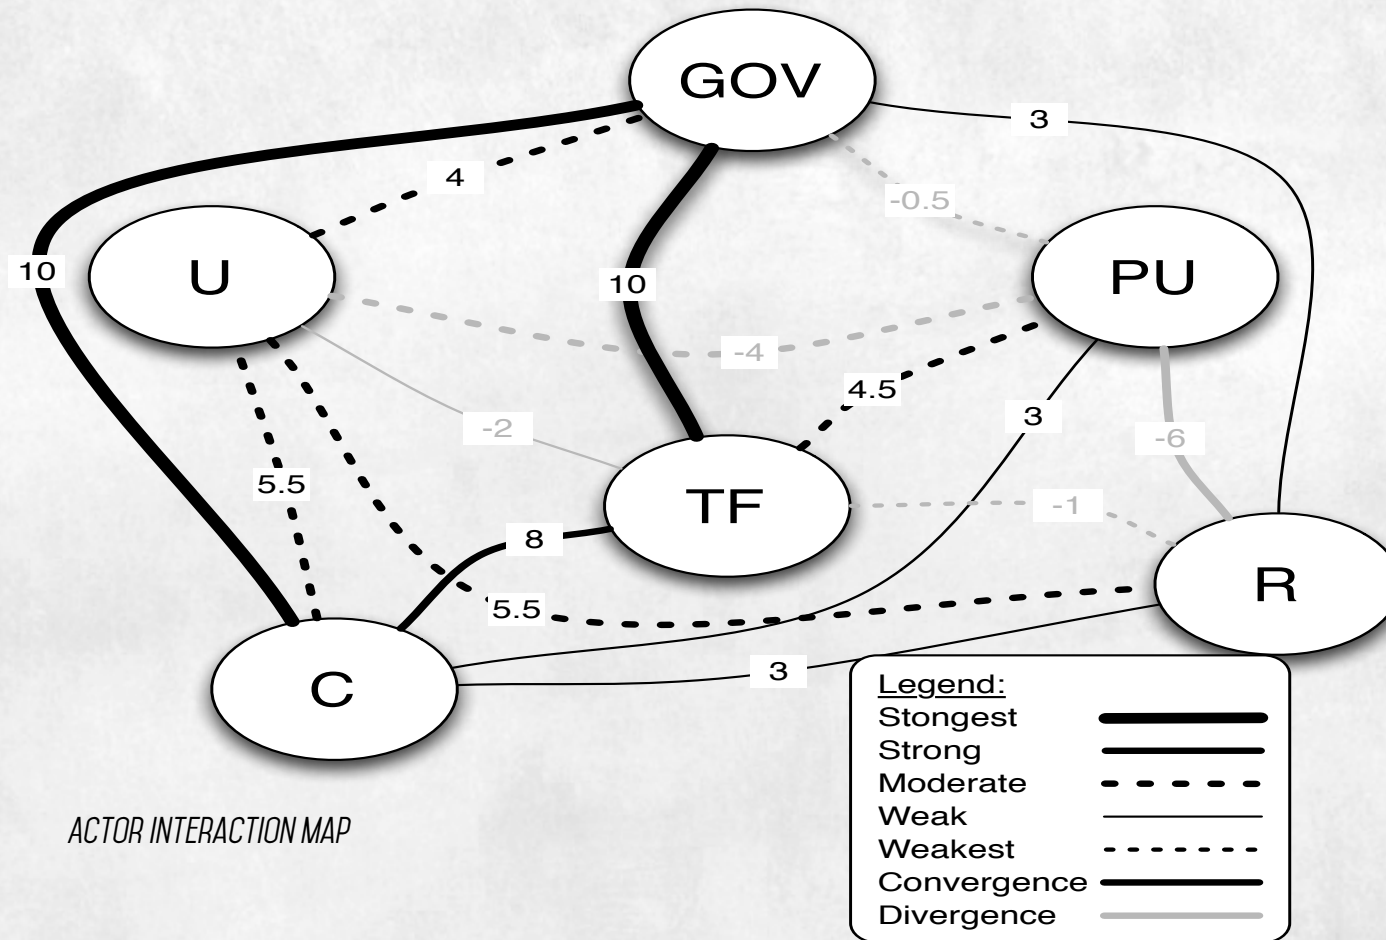 GOV
3
4
-0.5
U
PU
10
10
-4
4.5
3
-2
-6
5.5
TF
-1
8
R
5.5
C
3
Legend:
Stongest
Strong
Moderate
Weak
Weakest
Convergence
Divergence
ACTOR INTERACTION MAP